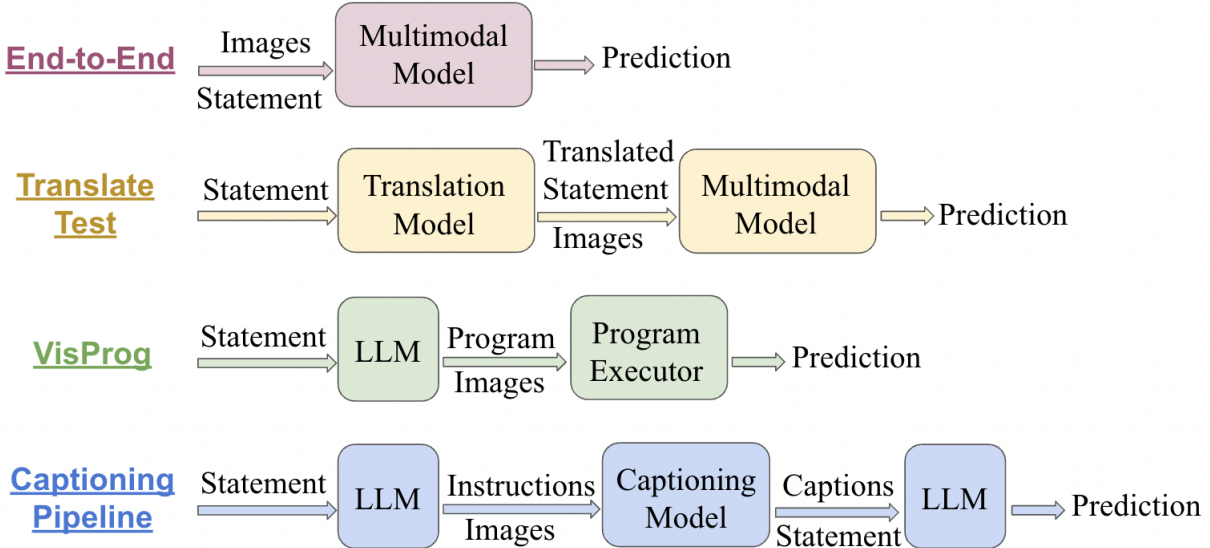 End-to-End
Images
Statement
Multimodal
Model
Prediction
Translate
Test
Statement
Translation
Model
Translated
Statement
Images
Multimodal
Model
Prediction
VisProg
Statement
LLM
Program
Images
Program
Executor
Prediction
Captioning
Pipeline
Statement
LLM
Instructions
Images
Captioning
Model
Captions
Statement
LLM
Prediction